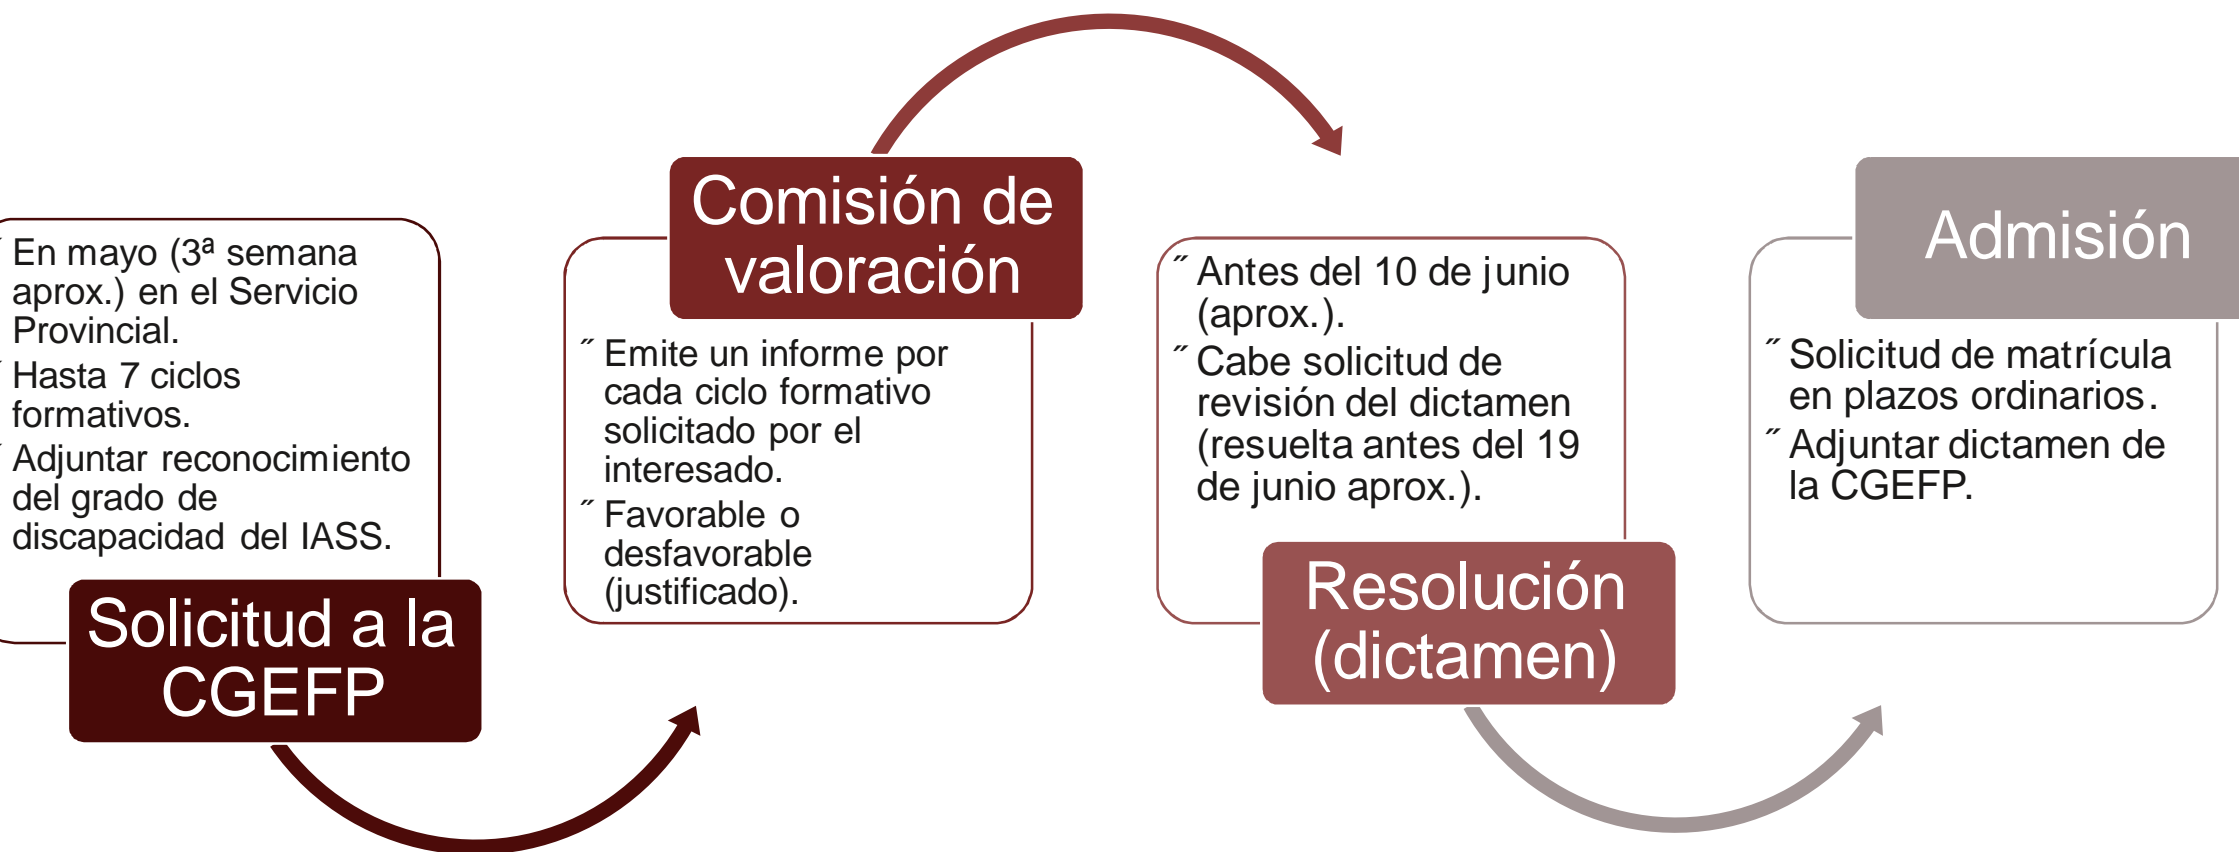 ˝ En mayo (3ª semana
aprox.) en el Servicio
Provincial.
˝ Hasta 7 ciclos
formativos.
˝ Adjuntar reconocimiento
del grado de
discapacidad del IASS.
Solicitud a la
CGEFP
Comisión de
valoración
˝ Emite un informe por
cada ciclo formativo
solicitado por el
interesado.
˝ Favorable o
desfavorable
(justificado).
˝ Antes del 10 de junio
(aprox.).
˝ Cabe solicitud de
revisión del dictamen
(resuelta antes del 19
de junio aprox.).
Resolución
(dictamen)
Admisión
˝ Solicitud de matrícula
en plazos ordinarios.
˝ Adjuntar dictamen de
la CGEFP.